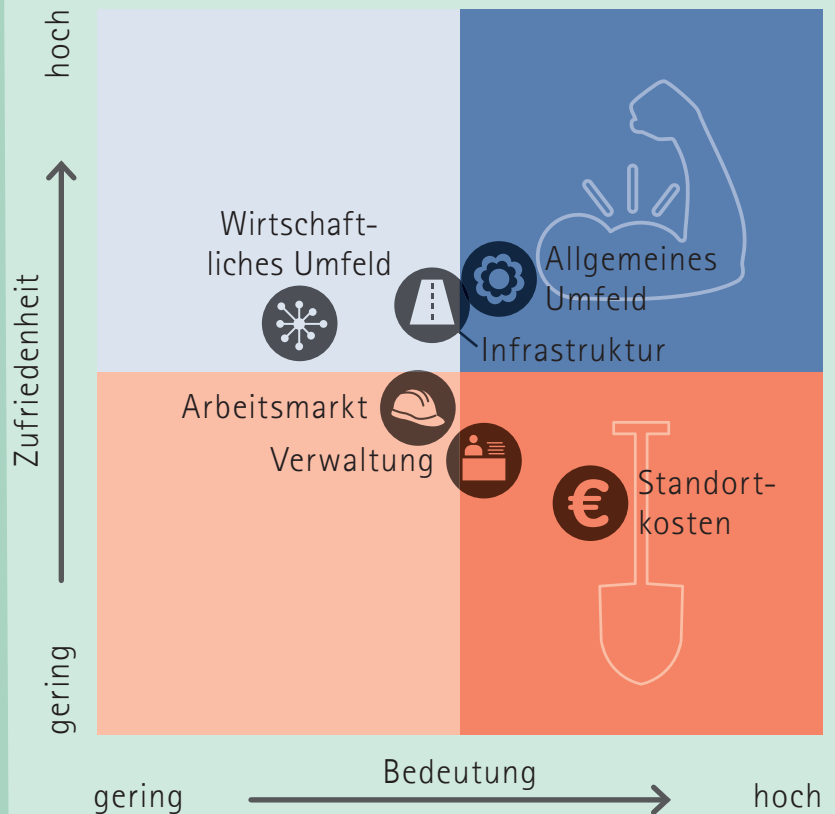 hoch
Zufriedenheit
gering
Wirtschaft-
liches Umfeld
Allgemeines
Umfeld
Infrastruktur
Arbeitsmarkt
Verwaltung
€
Standort-
kosten
Bedeutung
gering
hoch